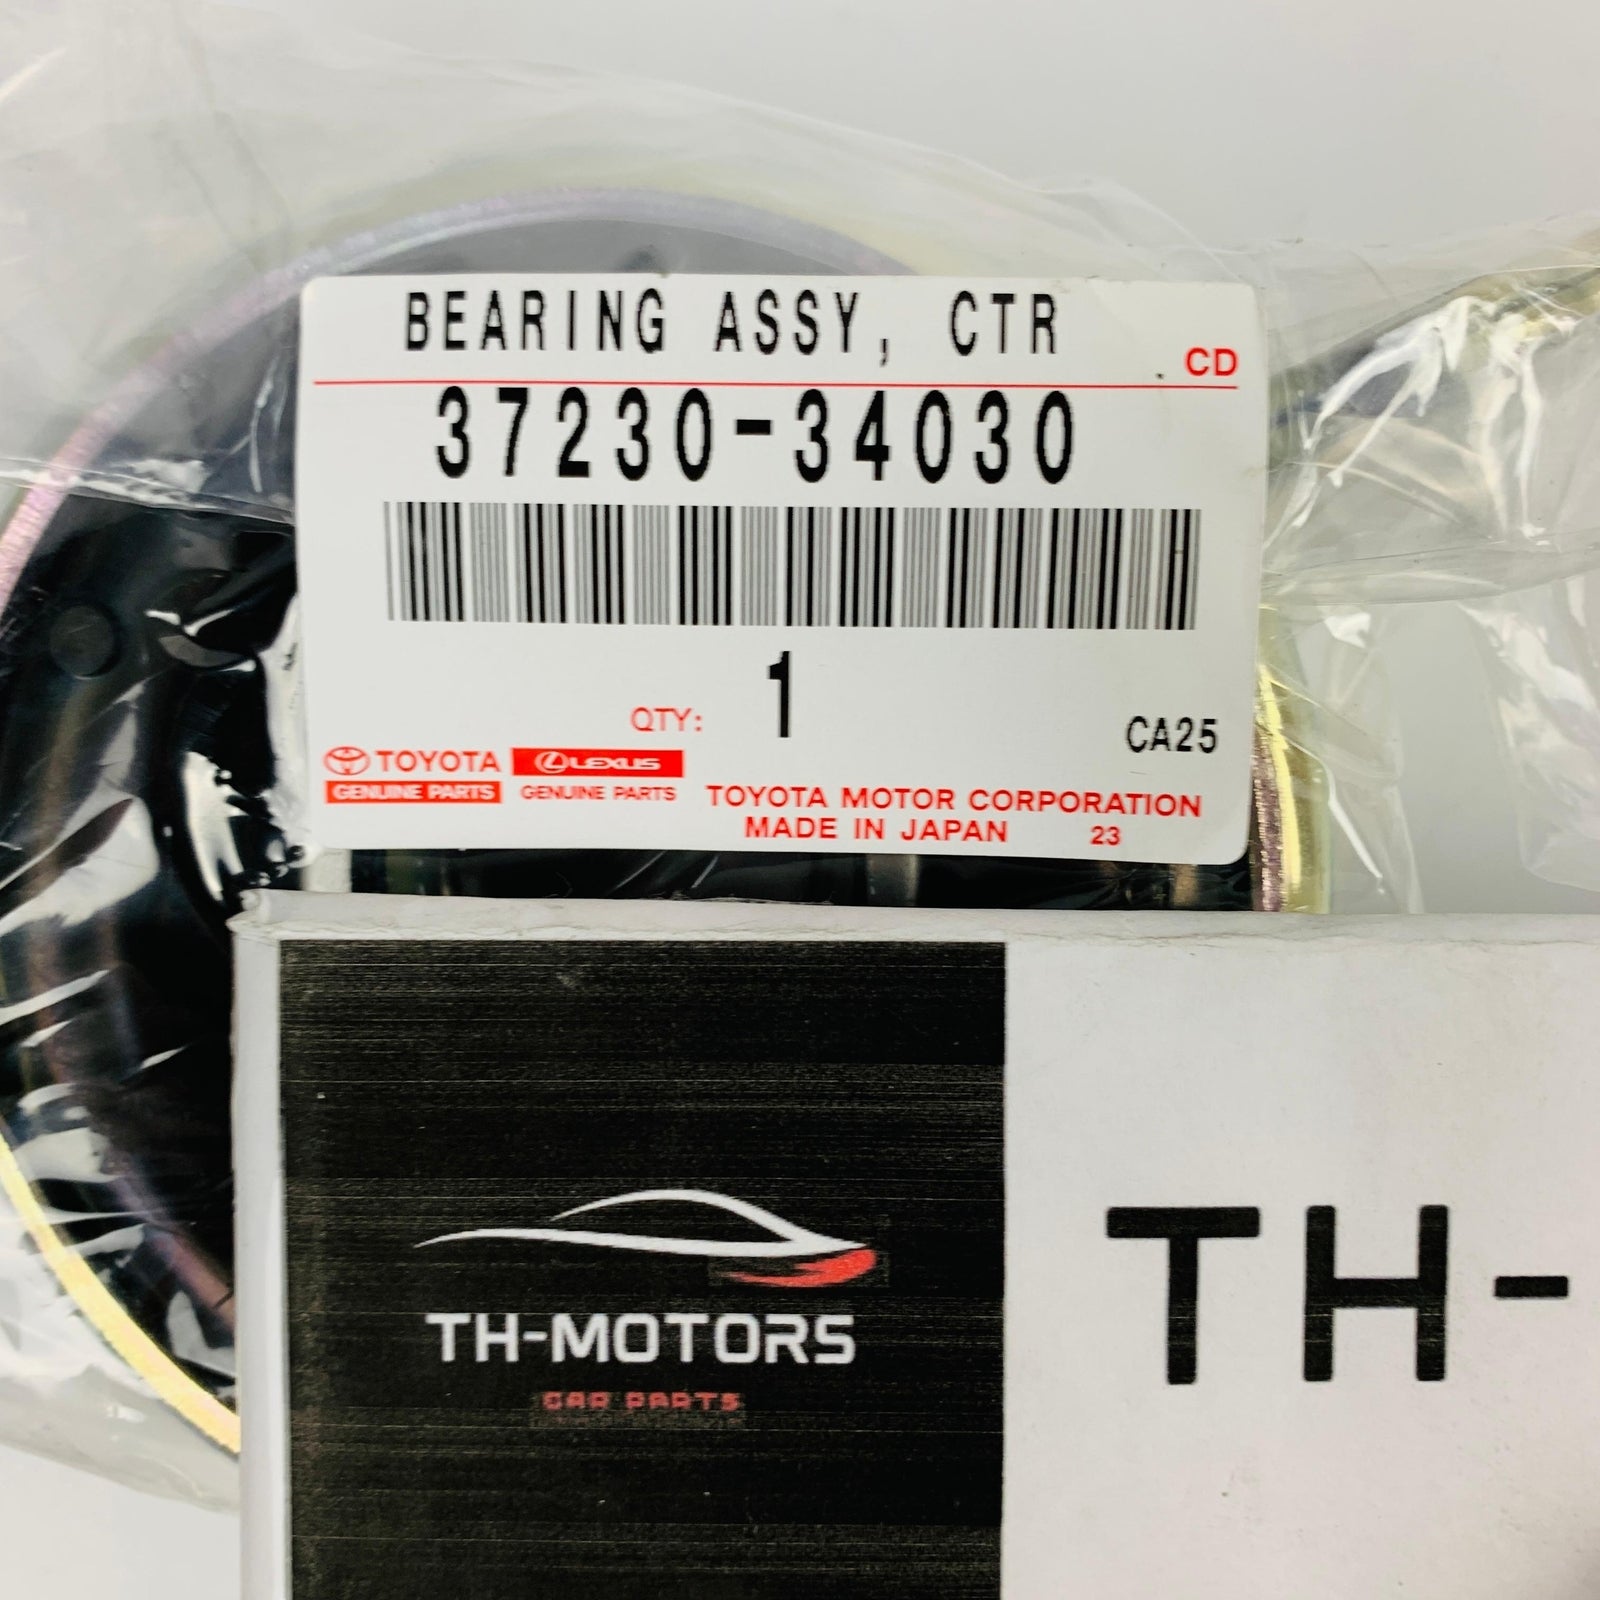 BEARING ASSY, CTR
CD
37230-34030
QTY: 1
CA25
TOYOTA LEXUS
GENUINE PARTS GENUINE PARTS
TOYOTA MOTOR CORPORATION
MADE IN JAPAN 23
TH-MOTORS
CAR PARTS
TH-